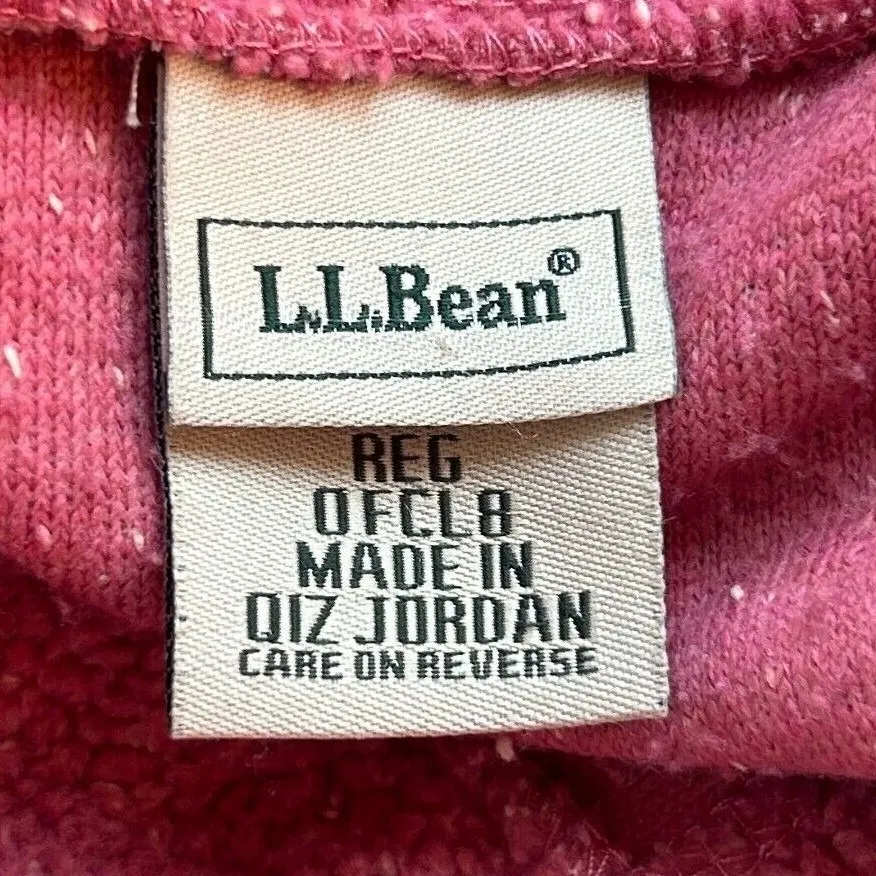 L.L.Bean®
REG
0FCL8
MADE IN
QIZ JORDAN
CARE ON REVERSE